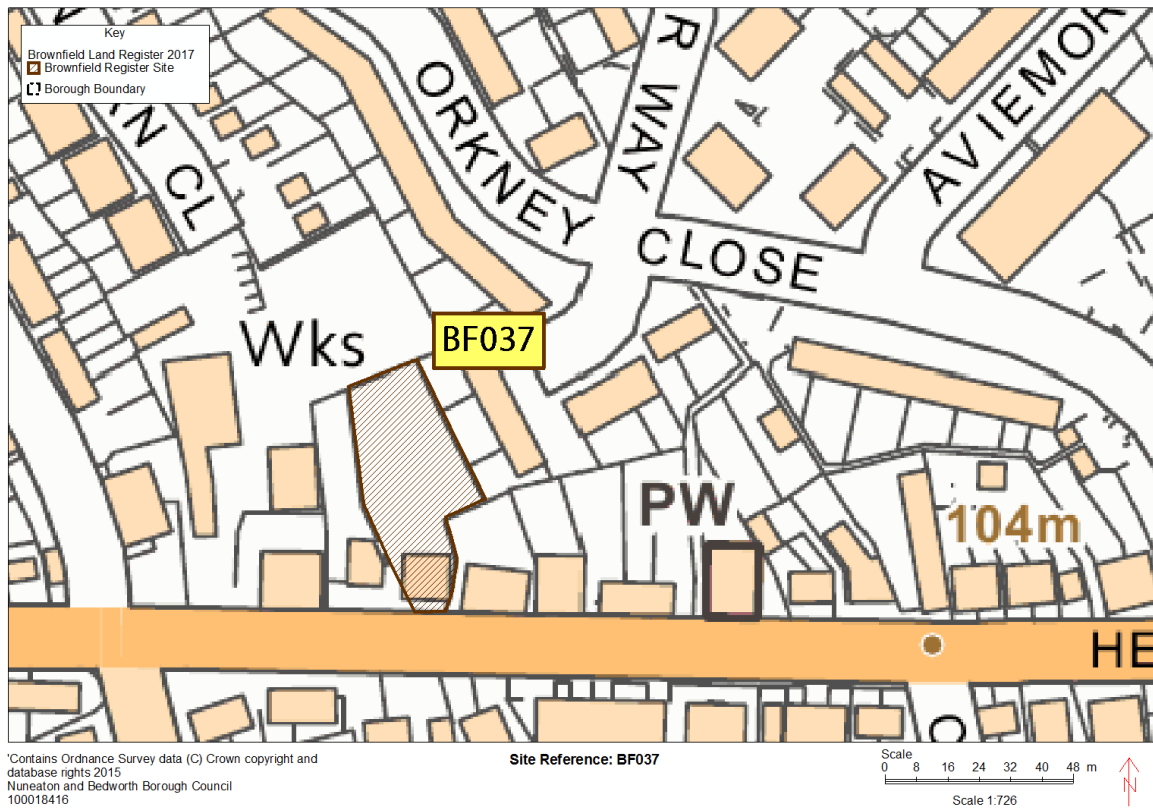 Key
Brownfield Land Register 2017
Brownfield Register Site
Borough Boundary
ORKNEY
CLOSE
R WAY
AVIEMOR
RN CL
Wks
BF037
PW
104m
HE
O
'Contains Ordnance Survey data (C) Crown copyright and
database rights 2015
Nuneaton and Bedworth Borough Council
100018416
Site Reference: BF037
Scale
0 8 16 24 32 40 48 m
Scale 1:726
N